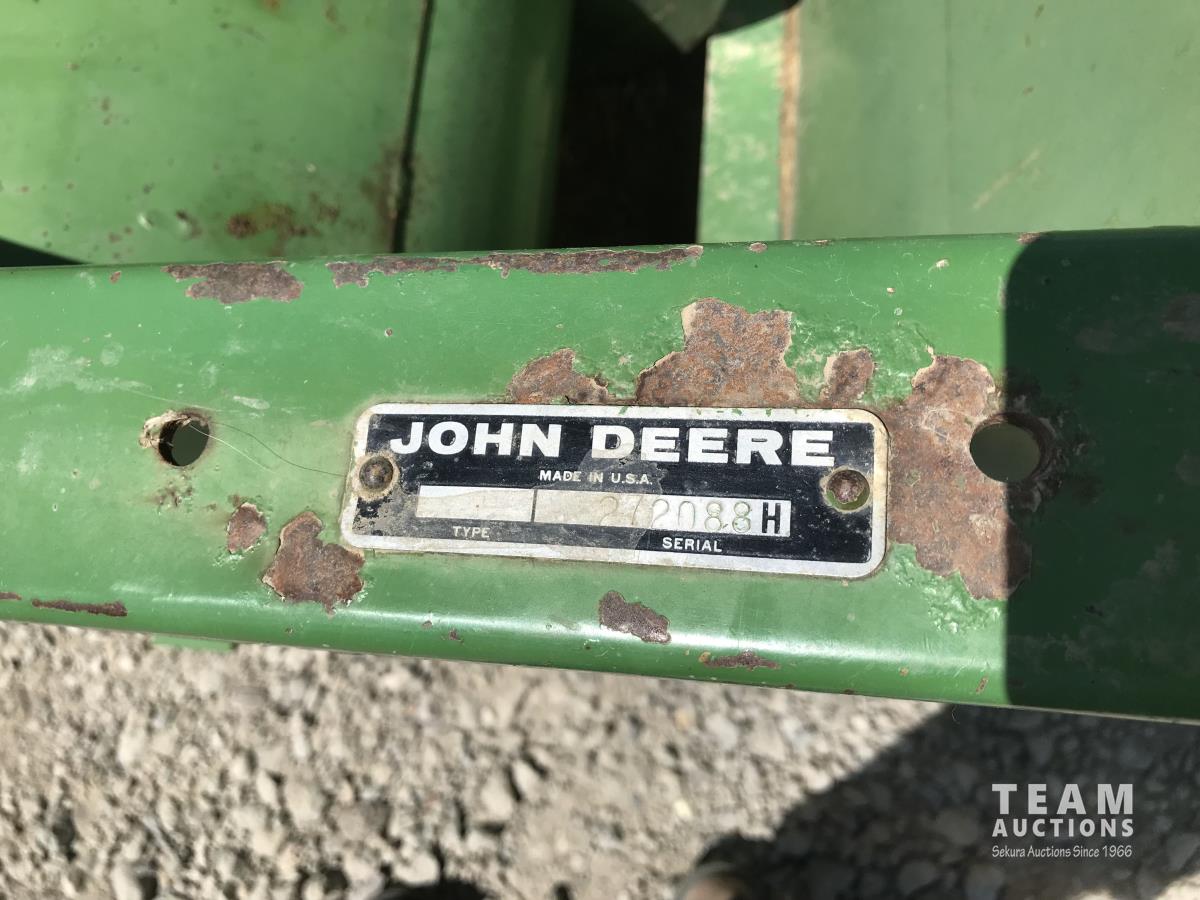 JOHN DEERE
MADE IN U.S.A.
272088H
TYPE SERIAL
TEAM
AUCTIONS
Sekura Auctions Since 1966